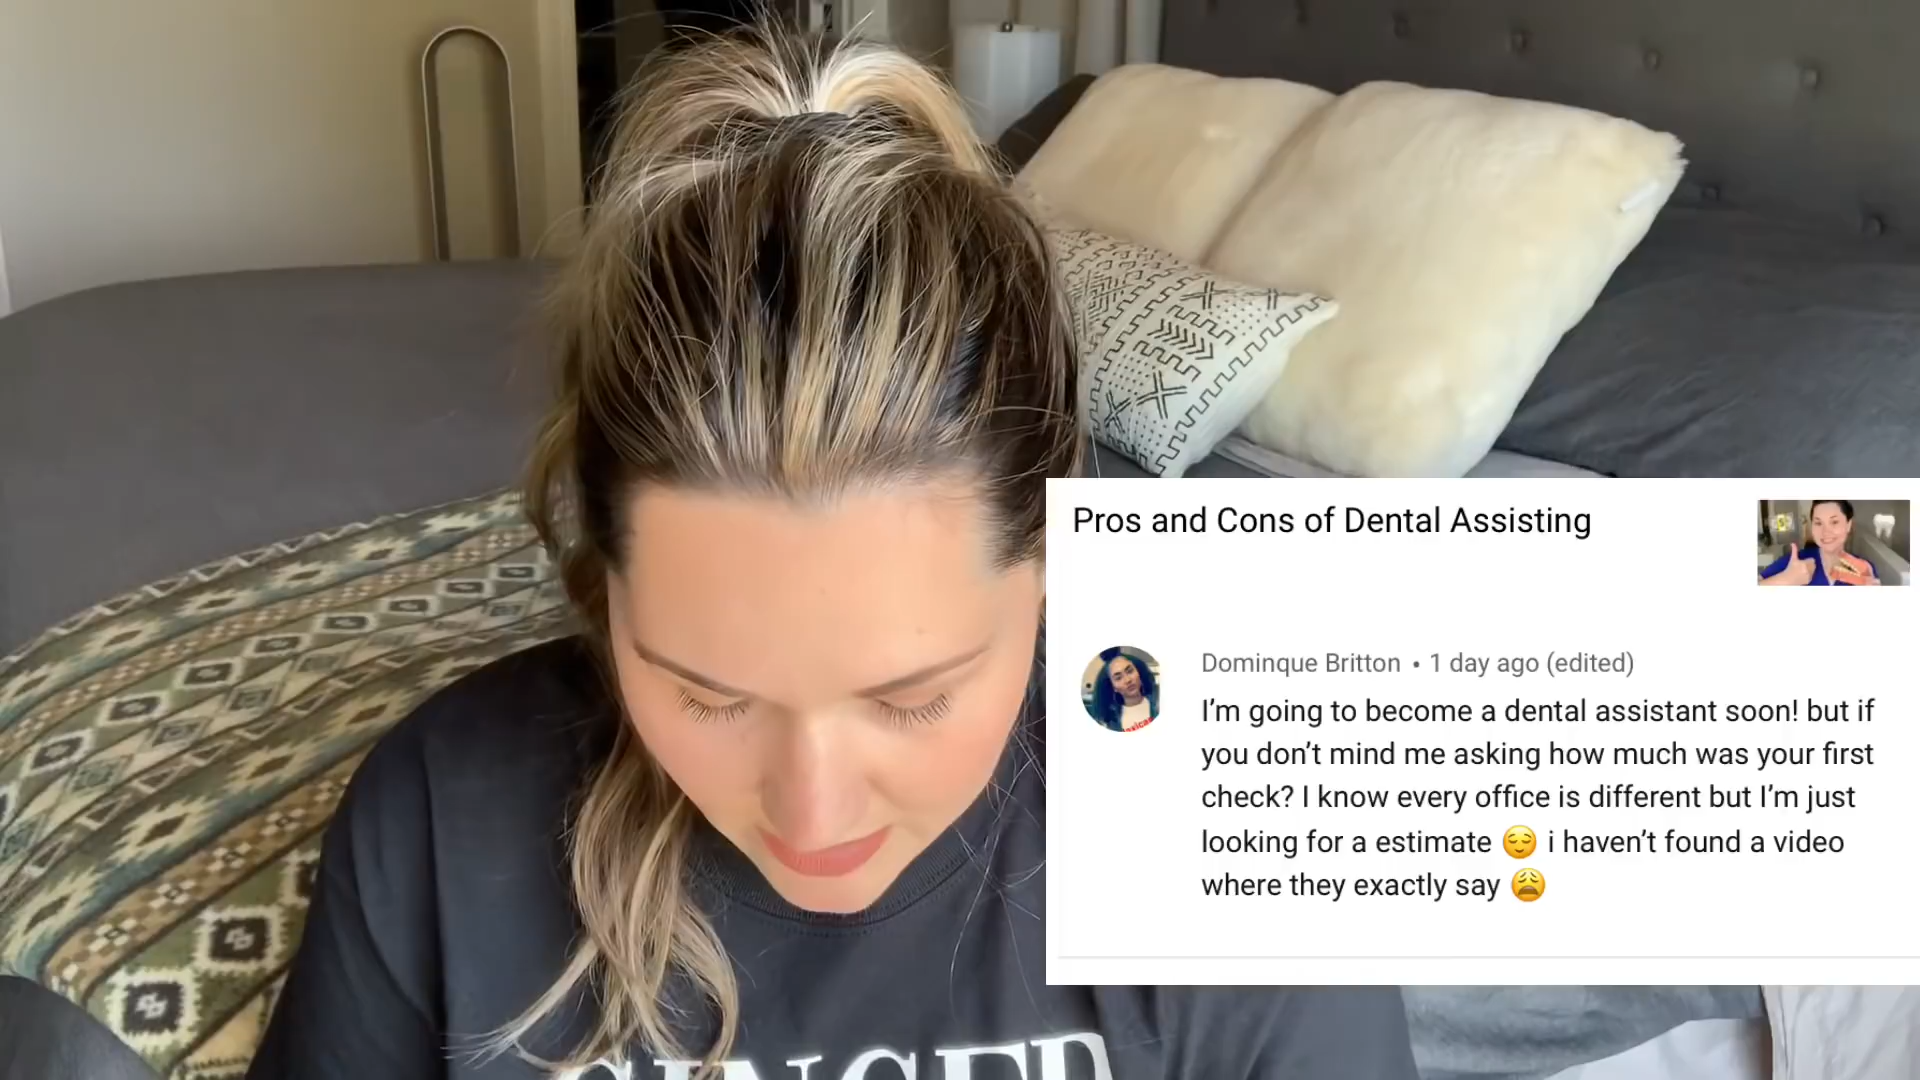 Pros and Cons of Dental Assisting
Dominque Britton • 1 day ago (edited)
I’m going to become a dental assistant soon! but if
you don’t mind me asking how much was your first
check? I know every office is different but I’m just
looking for a estimate 😌 i haven’t found a video
where they exactly say 😩
GINGER